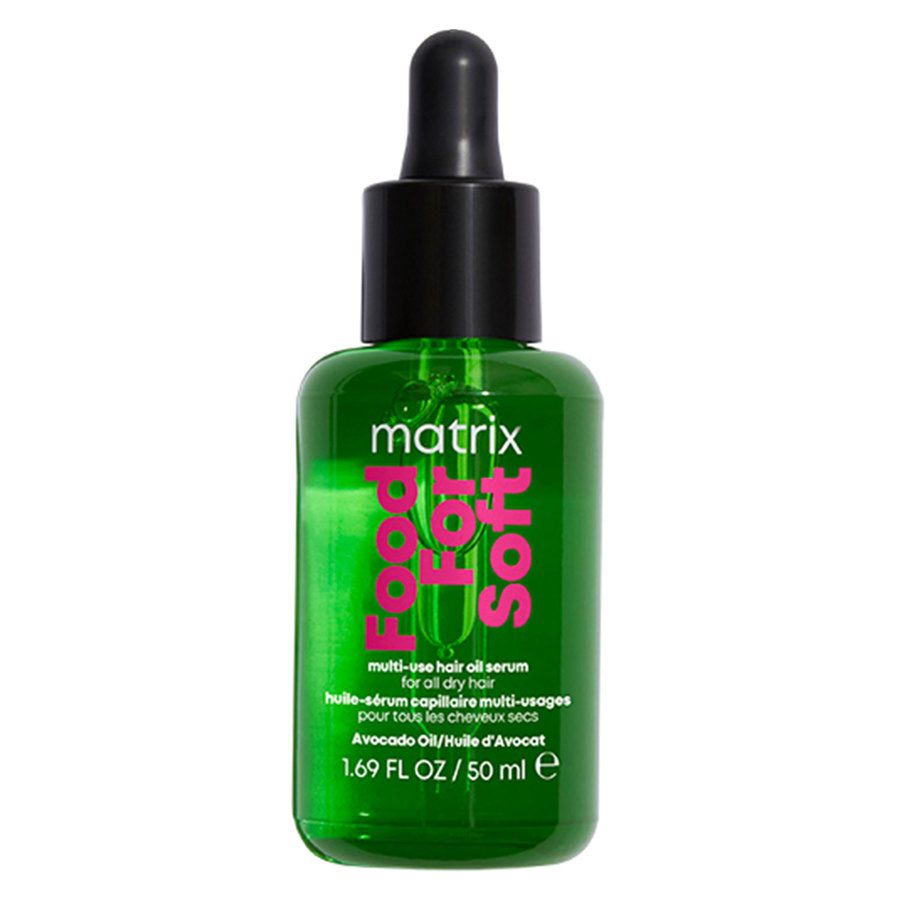 matrix
Food
For
Soft
multi-use hair oil serum
for all dry hair
huile-sérum capillaire multi-usages
pour tous les cheveux secs
Avocado Oil/Huile d'Avocat
1.69 FL OZ / 50 ml ℮